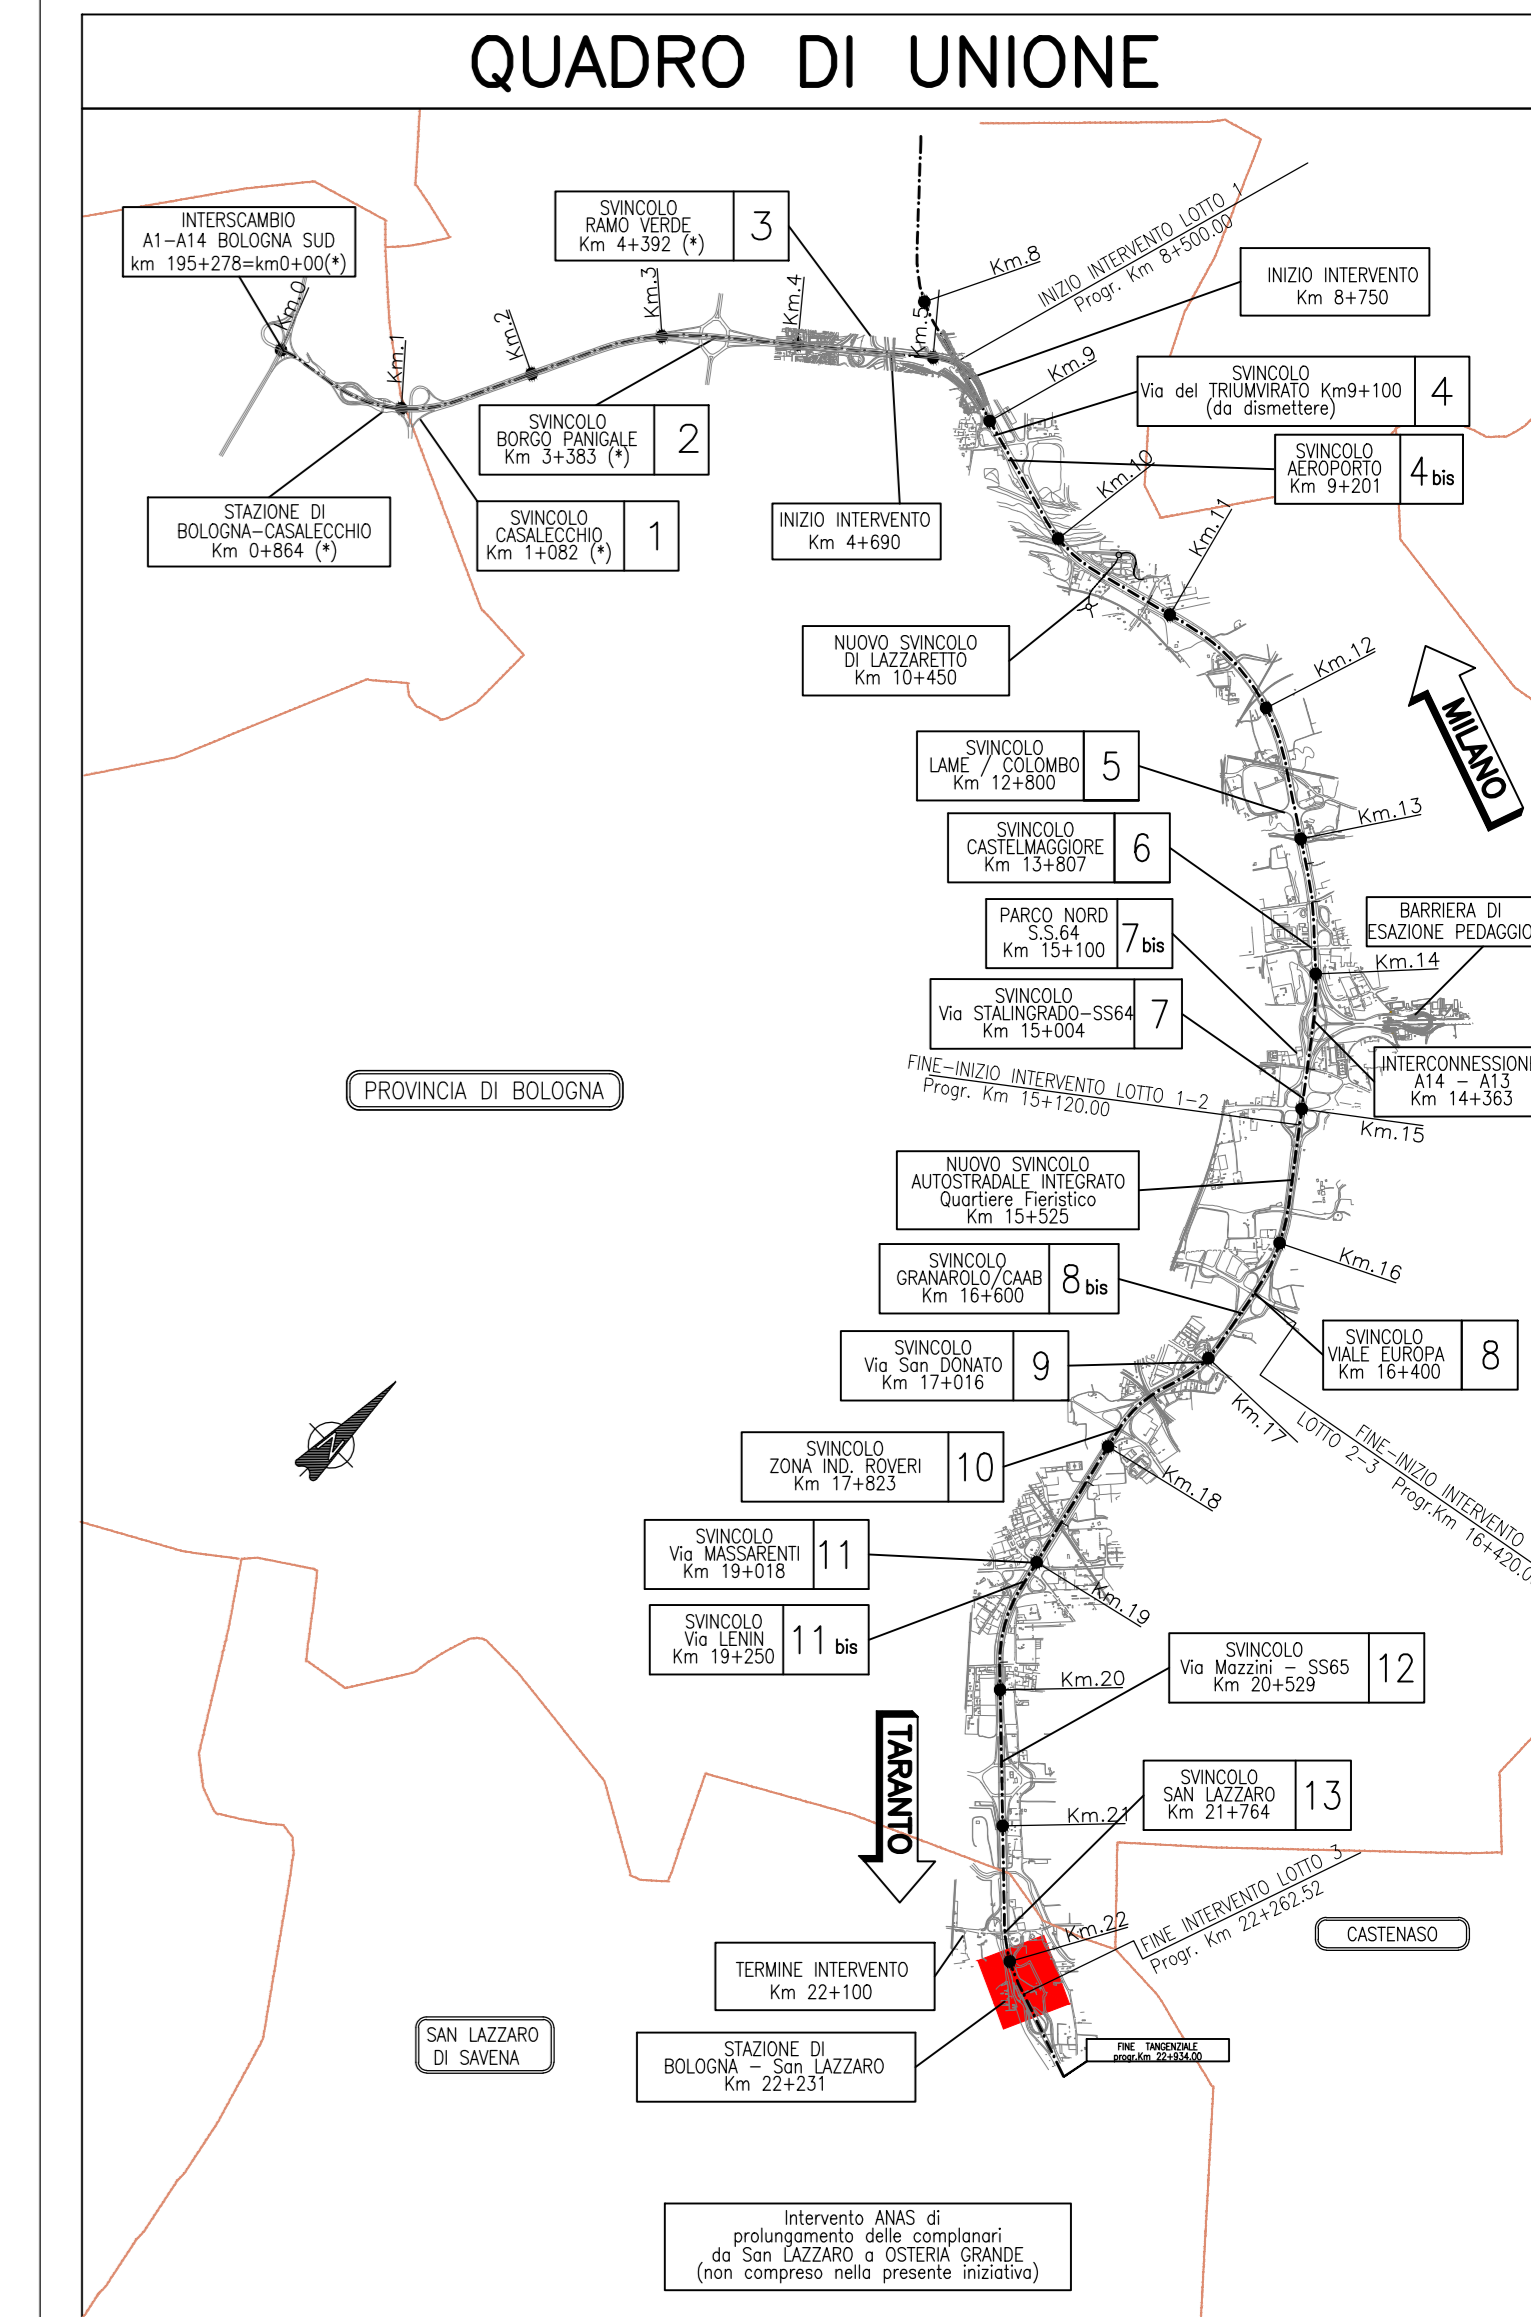 QUADRO DI UNIONE
INTERSCAMBIO
A1-A14 BOLOGNA SUD
km 195+278=km0+00(*)
SVINCOLO
RAMO VERDE
Km 4+392 (*)
3
Km.0
Km.1
Km.2
Km.3
Km.4
Km.5
Km.8
INIZIO INTERVENTO LOTTO 1
Progr. Km 8+500.00
INIZIO INTERVENTO
Km 8+750
Km.9
SVINCOLO
Via del TRIUMVIRATO Km9+100
(da dismettere)
4
SVINCOLO
BORGO PANIGALE
Km 3+383 (*)
2
SVINCOLO
AEROPORTO
Km 9+201
4 bis
STAZIONE DI
BOLOGNA-CASALECCHIO
Km 0+864 (*)
SVINCOLO
CASALECCHIO
Km 1+082 (*)
1
INIZIO INTERVENTO
Km 4+690
Km.10
Km.11
NUOVO SVINCOLO
DI LAZZARETTO
Km 10+450
Km.12
MILANO
SVINCOLO
LAME / COLOMBO
Km 12+800
5
Km.13
SVINCOLO
CASTELMAGGIORE
Km 13+807
6
PARCO NORD
S.S.64
Km 15+100
7 bis
BARRIERA DI
ESAZIONE PEDAGGIO
Km.14
SVINCOLO
Via STALINGRADO-SS64
Km 15+004
7
INTERCONNESSIONE
A14 - A13
Km 14+363
FINE-INIZIO INTERVENTO LOTTO 1-2
Progr. Km 15+120.00
Km.15
PROVINCIA DI BOLOGNA
NUOVO SVINCOLO
AUTOSTRADALE INTEGRATO
Quartiere Fieristico
Km 15+525
Km.16
SVINCOLO
GRANAROLO/CAAB
Km 16+600
8 bis
SVINCOLO
VIALE EUROPA
Km 16+400
8
SVINCOLO
Via San DONATO
Km 17+016
9
Km.17
FINE-INIZIO INTERVENTO
LOTTO 2-3 Progr.Km 16+420.0
SVINCOLO
ZONA IND. ROVERI
Km 17+823
10
Km.18
SVINCOLO
Via MASSARENTI
Km 19+018
11
Km.19
SVINCOLO
Via LENIN
Km 19+250
11 bis
SVINCOLO
Via Mazzini - SS65
Km 20+529
12
Km.20
TARANTO
SVINCOLO
SAN LAZZARO
Km 21+764
13
Km.21
FINE INTERVENTO LOTTO 3
Progr. Km 22+262.52
Km.22
CASTENASO
TERMINE INTERVENTO
Km 22+100
SAN LAZZARO
DI SAVENA
STAZIONE DI
BOLOGNA - San LAZZARO
Km 22+231
FINE TANGENZIALE
progr.Km 22+934.00
Intervento ANAS di
prolungamento delle complanari
da San LAZZARO a OSTERIA GRANDE
(non compreso nella presente iniziativa)